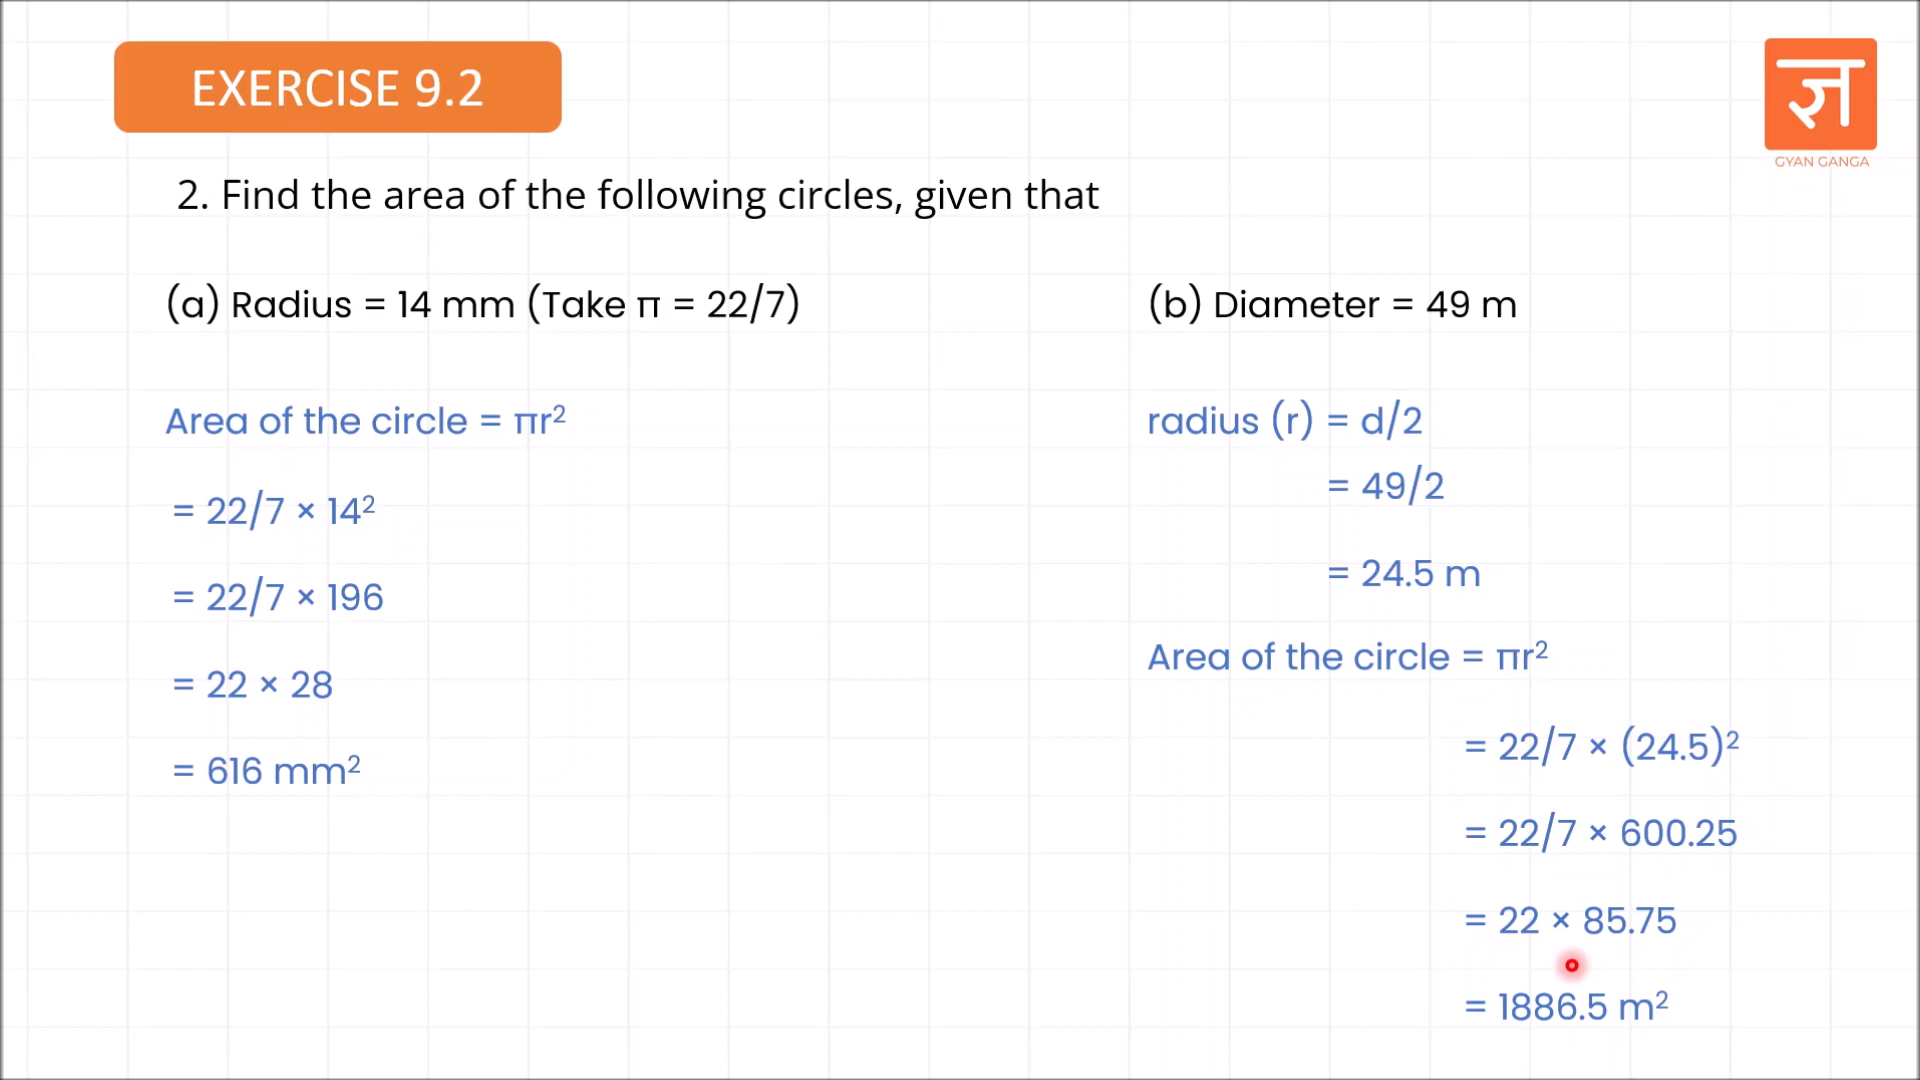 EXERCISE 9.2
ज्ञ
GYAN GANGA
2. Find the area of the following circles, given that
(a) Radius = 14 mm (Take π = 22/7)
Area of the circle = πr²
= 22/7 × 14²
= 22/7 × 196
= 22 × 28
= 616 mm²
(b) Diameter = 49 m
radius (r) = d/2
= 49/2
= 24.5 m
Area of the circle = πr²
= 22/7 × (24.5)²
= 22/7 × 600.25
= 22 × 85.75
= 1886.5 m²